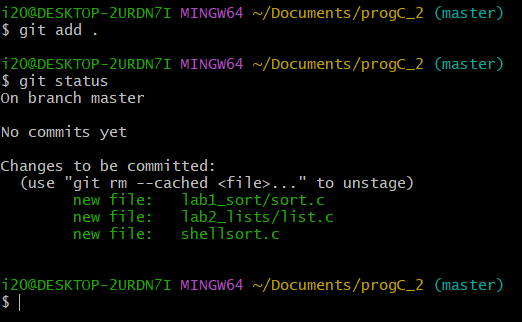 i20@DESKTOP-2URDN7I MINGW64 ~/Documents/progC_2 (master)
$ git add .
i20@DESKTOP-2URDN7I MINGW64 ~/Documents/progC_2 (master)
$ git status
On branch master
No commits yet
Changes to be committed:
  (use "git rm --cached <file>..." to unstage)
        new file:   lab1_sort/sort.c
        new file:   lab2_lists/list.c
        new file:   shellsort.c
i20@DESKTOP-2URDN7I MINGW64 ~/Documents/progC_2 (master)
$